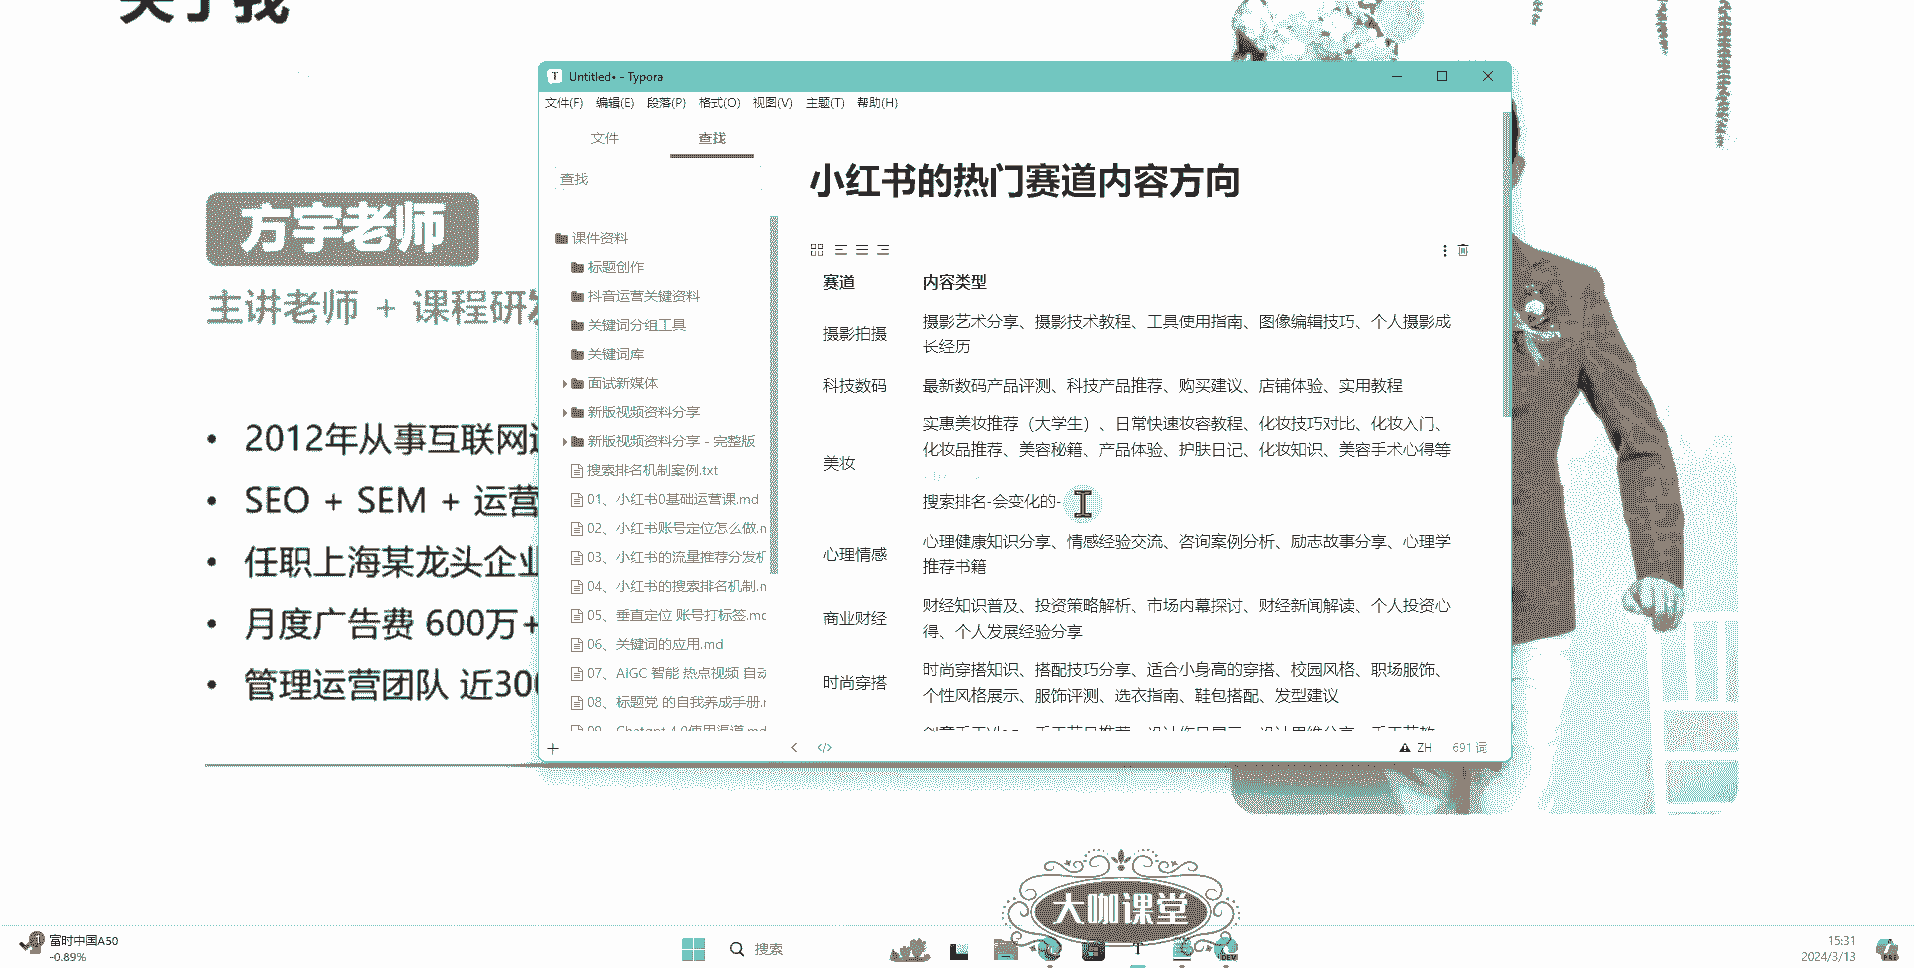 关于我
方宇老师
主讲老师 + 课程研发
2012年从事互联网
SEO + SEM + 运营
任职上海某龙头企业
月度广告费 600万+
管理运营团队 近300
Untitled• - Typora
文件(F) 编辑(E) 段落(P) 格式(O) 视图(V) 主题(T) 帮助(H)
文件 查找
查找
课件资料
标题创作
抖音运营关键资料
关键词分组工具
关键词库
面试新媒体
新版视频资料分享
新版视频资料分享 - 完整版
搜索排名机制案例.txt
01、小红书0基础运营课.md
02、小红书账号定位怎么做.m
03、小红书的流量推荐分发机
04、小红书的搜索排名机制.m
05、垂直定位 账号打标签.md
06、关键词的应用.md
07、AiGC 智能 热点视频 自动
08、标题党 的自我养成手册.m
09、Chatgpt 4.0使用渠道.md
小红书的热门赛道内容方向
赛道 内容类型
摄影拍摄 摄影艺术分享、摄影技术教程、工具使用指南、图像编辑技巧、个人摄影成
长经历
科技数码 最新数码产品评测、科技产品推荐、购买建议、店铺体验、实用教程
美妆 实惠美妆推荐（大学生）、日常快速妆容教程、化妆技巧对比、化妆入门、
化妆品推荐、美容秘籍、产品体验、护肤日记、化妆知识、美容手术心得等
搜索排名-会变化的-
心理情感 心理健康知识分享、情感经验交流、咨询案例分析、励志故事分享、心理学
推荐书籍
商业财经 财经知识普及、投资策略解析、市场内幕探讨、财经新闻解读、个人投资心
得、个人发展经验分享
时尚穿搭 时尚穿搭知识、搭配技巧分享、适合小身高的穿搭、校园风格、职场服饰、
个性风格展示、服饰评测、选衣指南、鞋包搭配、发型建议
ZH 691 词
大咖课堂
富时中国A50
-0.89%
搜索
DEV
15:31
2024/3/13
PRE